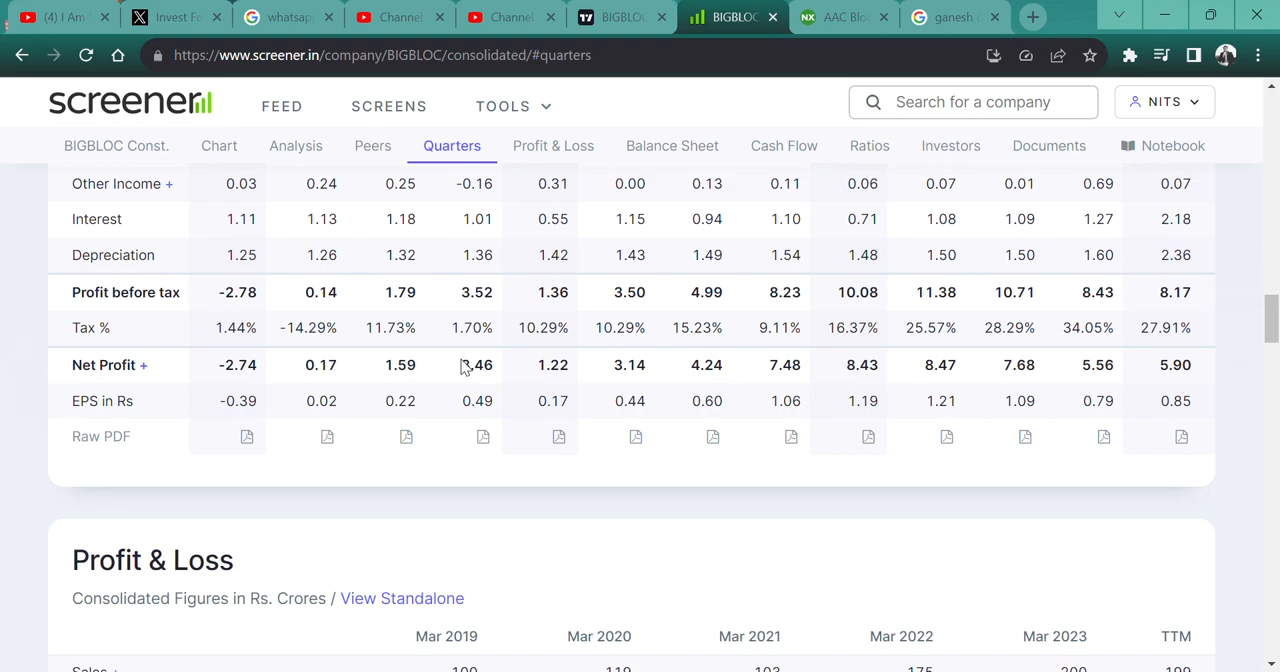 (4) I Am
Invest Fo
whatsap
Channel
Channel
BIGBLOC
BIGBLOC
AAC Blo
ganesh c
https://www.screener.in/company/BIGBLOC/consolidated/#quarters
screener FEED SCREENS TOOLS Search for a company NITS
BIGBLOC Const. Chart Analysis Peers Quarters Profit & Loss Balance Sheet Cash Flow Ratios Investors Documents Notebook
Other Income + 0.03 0.24 0.25 -0.16 0.31 0.00 0.13 0.11 0.06 0.07 0.01 0.69 0.07
Interest 1.11 1.13 1.18 1.01 0.55 1.15 0.94 1.10 0.71 1.08 1.09 1.27 2.18
Depreciation 1.25 1.26 1.32 1.36 1.42 1.43 1.49 1.54 1.48 1.50 1.50 1.60 2.36
Profit before tax -2.78 0.14 1.79 3.52 1.36 3.50 4.99 8.23 10.08 11.38 10.71 8.43 8.17
Tax % 1.44% -14.29% 11.73% 1.70% 10.29% 10.29% 15.23% 9.11% 16.37% 25.57% 28.29% 34.05% 27.91%
Net Profit + -2.74 0.17 1.59 .46 1.22 3.14 4.24 7.48 8.43 8.47 7.68 5.56 5.90
EPS in Rs -0.39 0.02 0.22 0.49 0.17 0.44 0.60 1.06 1.19 1.21 1.09 0.79 0.85
Raw PDF
Profit & Loss
Consolidated Figures in Rs. Crores / View Standalone
Mar 2019 Mar 2020 Mar 2021 Mar 2022 Mar 2023 TTM
Sales + 100 119 103 175 200 199